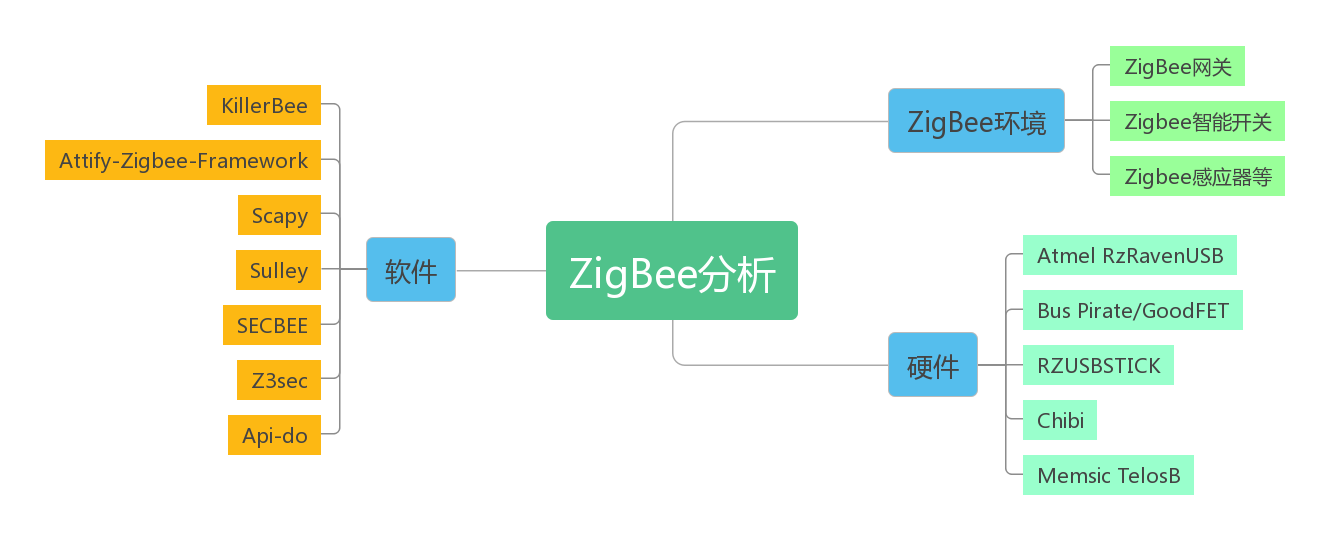 ZigBee分析
ZigBee环境
ZigBee网关
Zigbee智能开关
Zigbee感应器等
硬件
Atmel RzRavenUSB
Bus Pirate/GoodFET
RZUSBSTICK
Chibi
Memsic TelosB
软件
KillerBee
Attify-Zigbee-Framework
Scapy
Sulley
SECBEE
Z3sec
Api-do